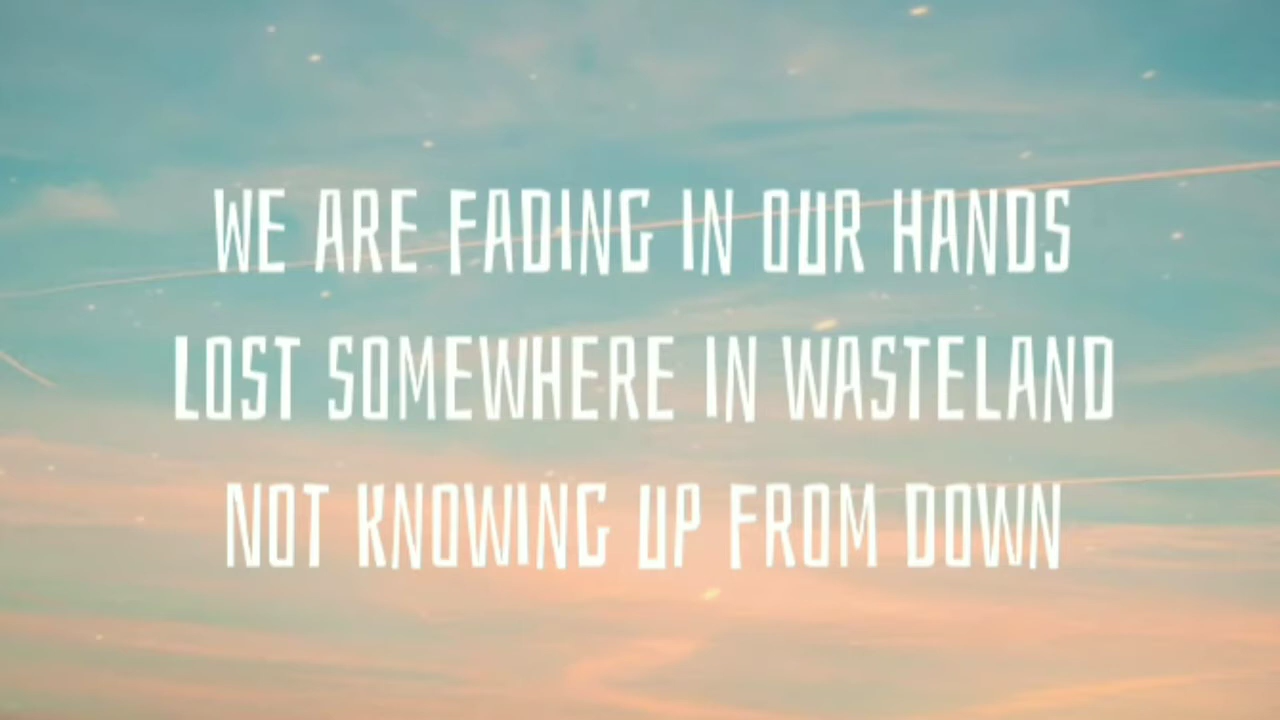 WE ARE FADING IN OUR HANDS
LOST SOMEWHERE IN WASTELAND
NOT KNOWING UP FROM DOWN